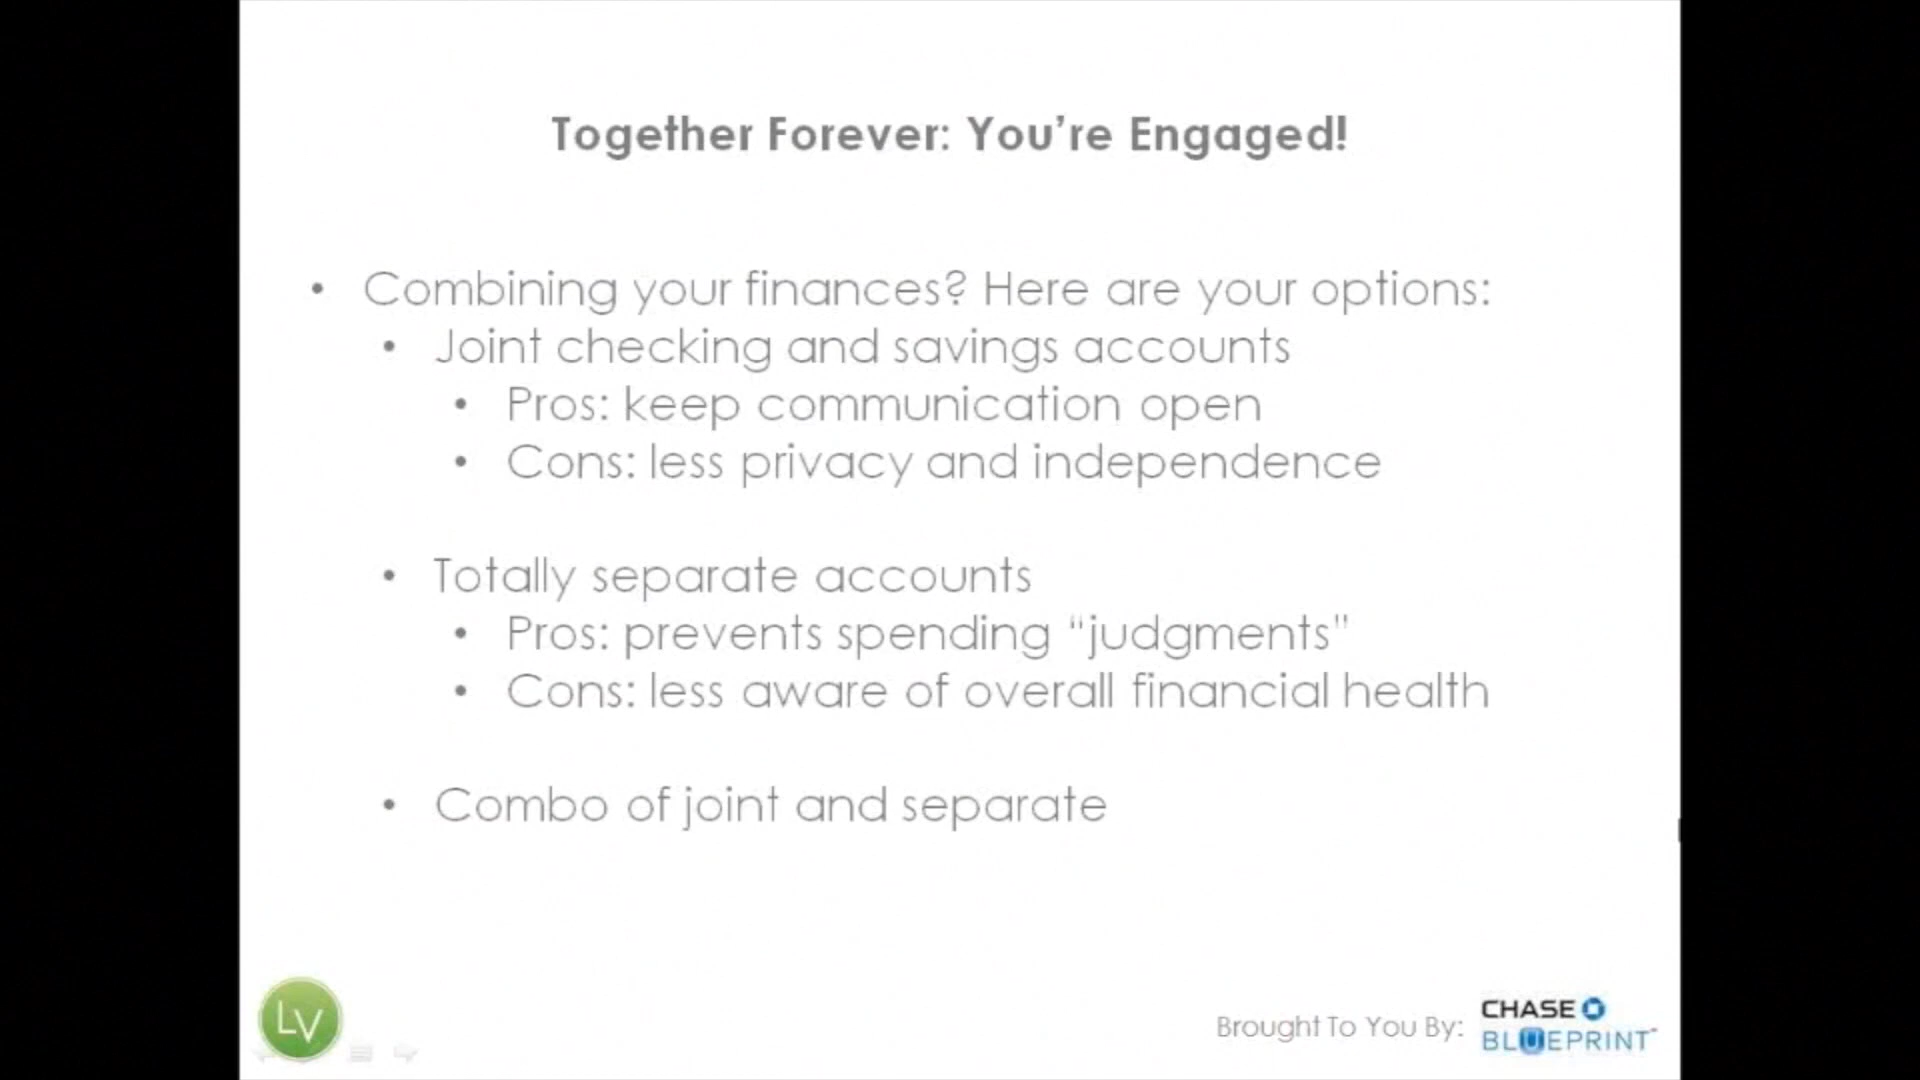 Together Forever: You're Engaged!
• Combining your finances? Here are your options:
• Joint checking and savings accounts
• Pros: keep communication open
• Cons: less privacy and independence
• Totally separate accounts
• Pros: prevents spending "judgments"
• Cons: less aware of overall financial health
• Combo of joint and separate
LV
Brought To You By:
CHASE
BLUEPRINT